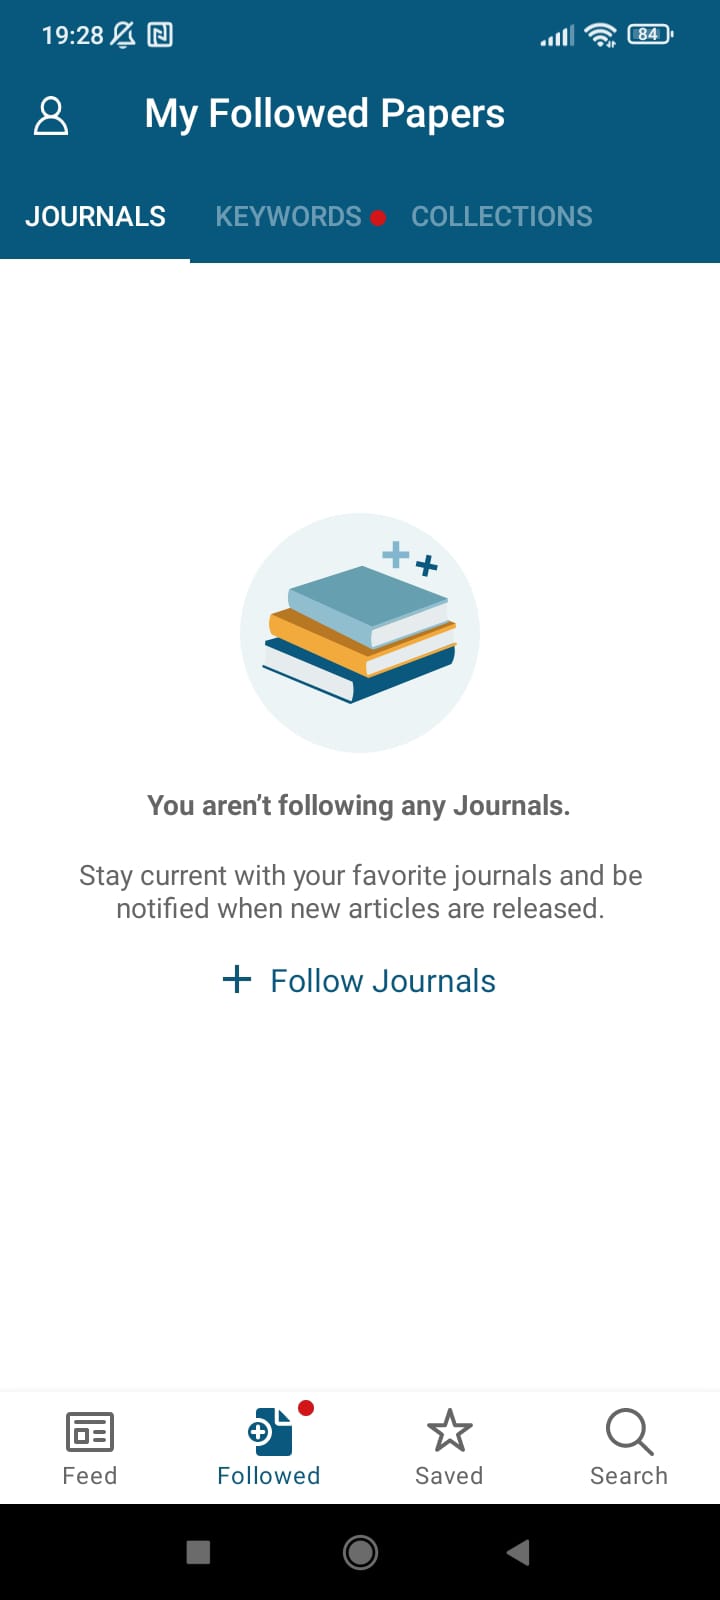 19:28
84
My Followed Papers
JOURNALS KEYWORDS COLLECTIONS
You aren’t following any Journals.
Stay current with your favorite journals and be
notified when new articles are released.
+ Follow Journals
Feed Followed Saved Search